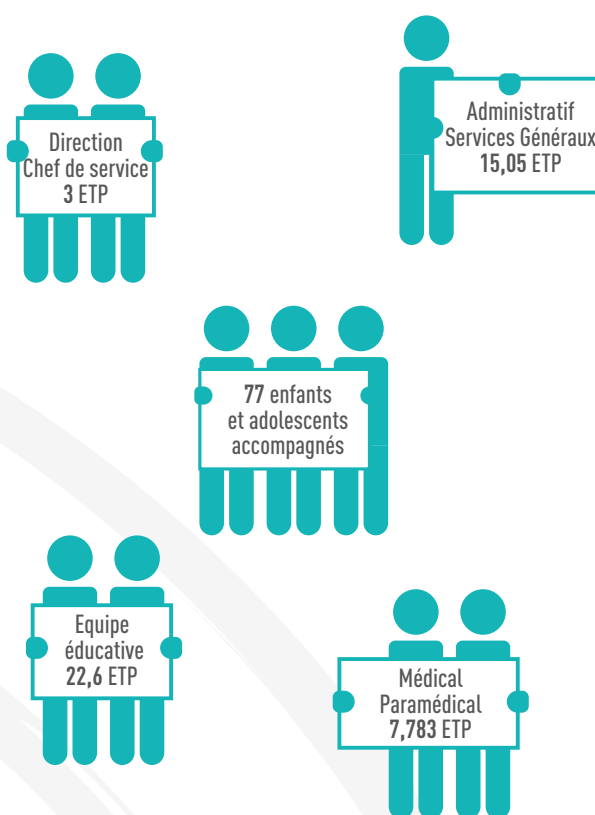 Direction
Chef de service
3 ETP
Administratif
Services Généraux
15,05 ETP
77 enfants
et adolescents
accompagnés
Equipe
éducative
22,6 ETP
Médical
Paramédical
7,783 ETP